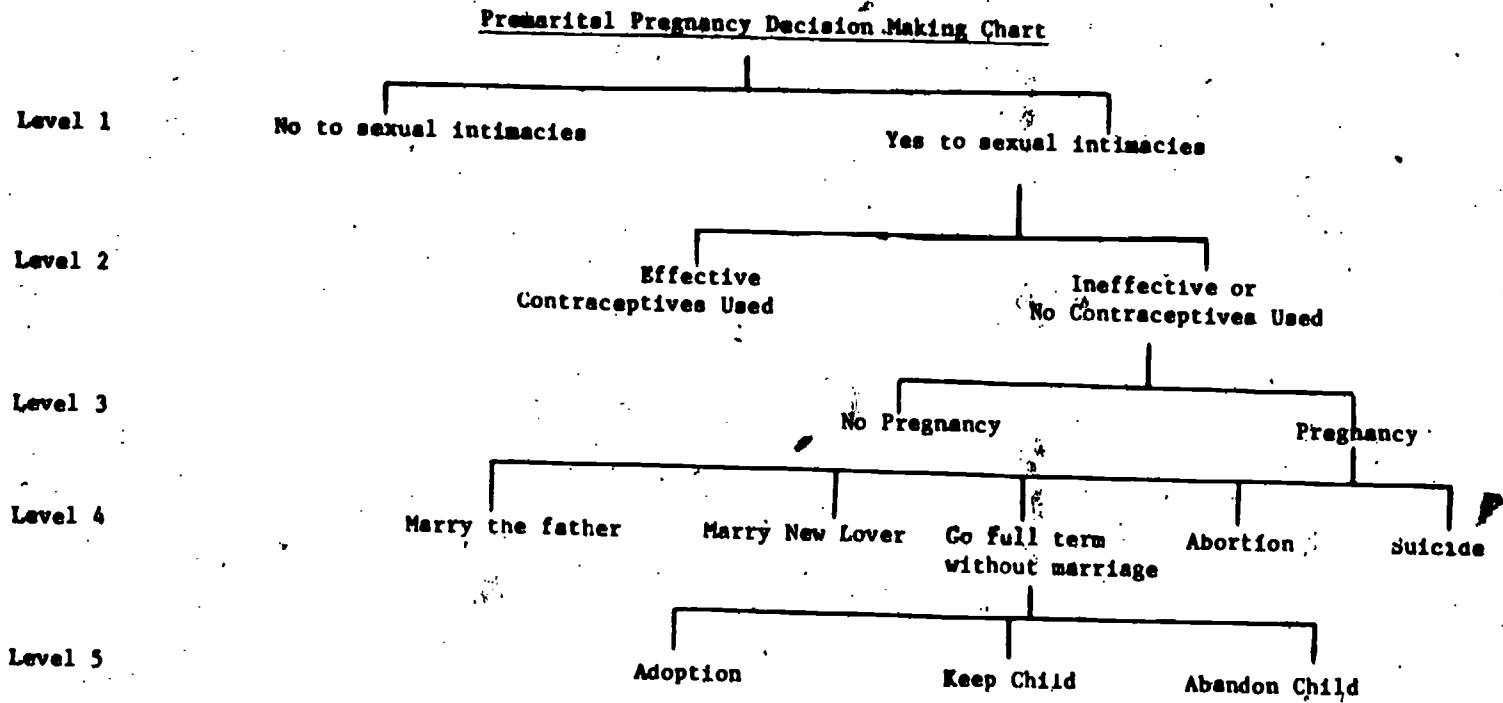 Premarital Pregnancy Decision Making Chart
Level 1
No to sexual intimacies
Yes to sexual intimacies
Level 2
Effective
Contraceptives Used
Ineffective or
No Contraceptives Used
Level 3
No Pregnancy
Pregnancy
Level 4
Marry the father
Marry New Lover
Go full term
without marriage
Abortion
Suicide
Level 5
Adoption
Keep Child
Abandon Child